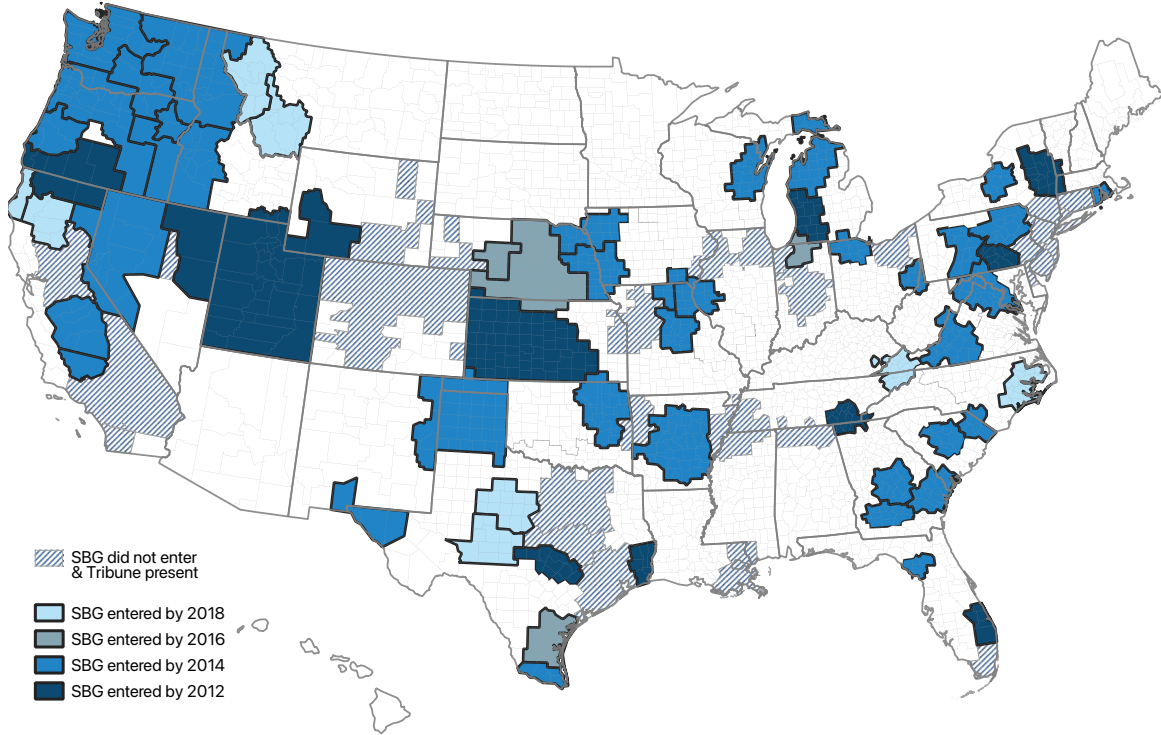 SBG did not enter
& Tribune present
SBG entered by 2018
SBG entered by 2016
SBG entered by 2014
SBG entered by 2012